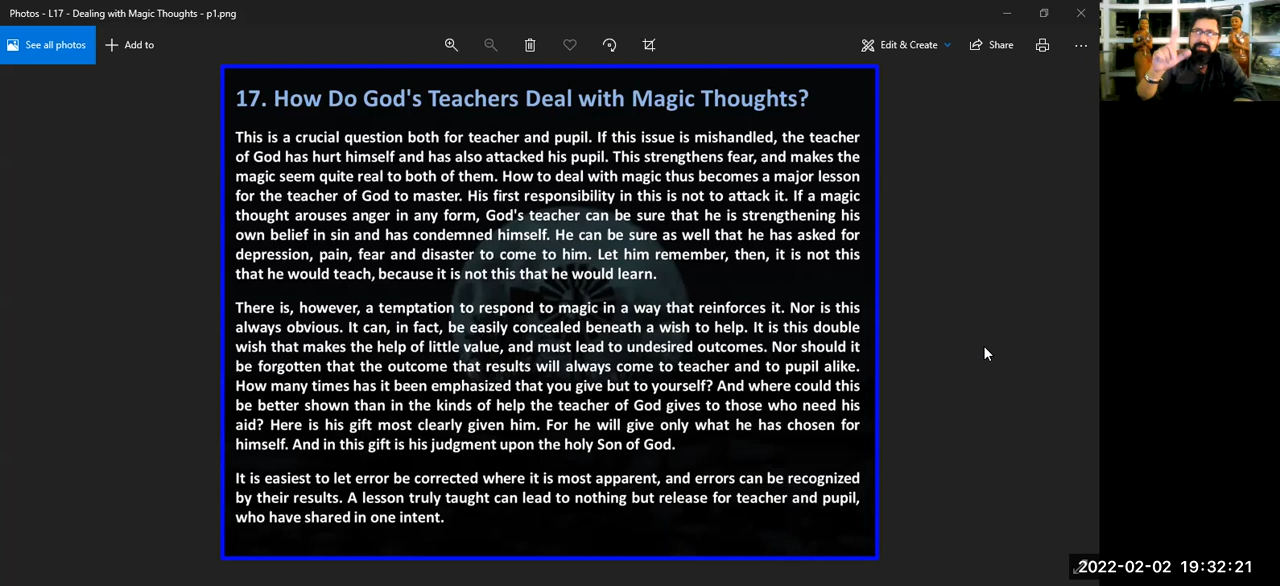 Photos - L17 - Dealing with Magic Thoughts - p1.png
See all photos
Add to
Edit & Create
Share
17. How Do God's Teachers Deal with Magic Thoughts?
This is a crucial question both for teacher and pupil. If this issue is mishandled, the teacher
of God has hurt himself and has also attacked his pupil. This strengthens fear, and makes the
magic seem quite real to both of them. How to deal with magic thus becomes a major lesson
for the teacher of God to master. His first responsibility in this is not to attack it. If a magic
thought arouses anger in any form, God's teacher can be sure that he is strengthening his
own belief in sin and has condemned himself. He can be sure as well that he has asked for
depression, pain, fear and disaster to come to him. Let him remember, then, it is not this
that he would teach, because it is not this that he would learn.
There is, however, a temptation to respond to magic in a way that reinforces it. Nor is this
always obvious. It can, in fact, be easily concealed beneath a wish to help. It is this double
wish that makes the help of little value, and must lead to undesired outcomes. Nor should it
be forgotten that the outcome that results will always come to teacher and to pupil alike.
How many times has it been emphasized that you give but to yourself? And where could this
be better shown than in the kinds of help the teacher of God gives to those who need his
aid? Here is his gift most clearly given him. For he will give only what he has chosen for
himself. And in this gift is his judgment upon the holy Son of God.
It is easiest to let error be corrected where it is most apparent, and errors can be recognized
by their results. A lesson truly taught can lead to nothing but release for teacher and pupil,
who have shared in one intent.
2022-02-02 19:32:21